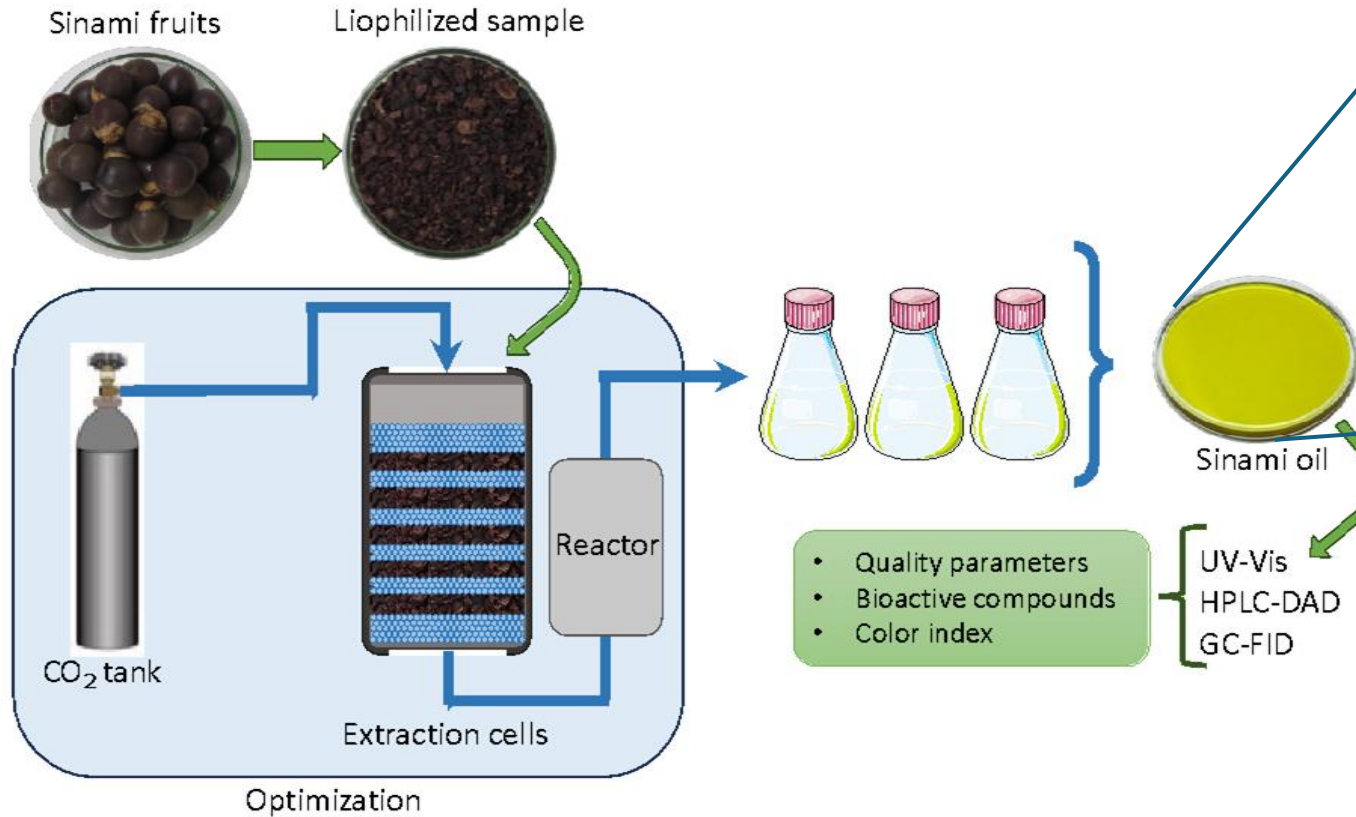 Sinami fruits
Liophilized sample
CO₂ tank
Reactor
Extraction cells
Optimization
Sinami oil
• Quality parameters
• Bioactive compounds
• Color index
UV-Vis
HPLC-DAD
GC-FID